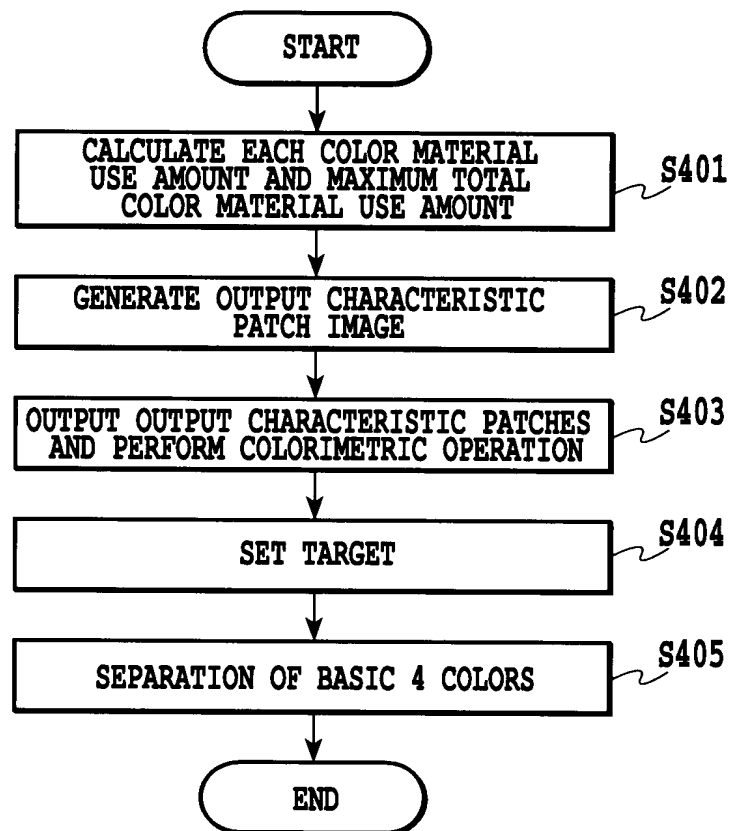 START
CALCULATE EACH COLOR MATERIAL
USE AMOUNT AND MAXIMUM TOTAL
COLOR MATERIAL USE AMOUNT
S401
GENERATE OUTPUT CHARACTERISTIC
PATCH IMAGE
S402
OUTPUT OUTPUT CHARACTERISTIC PATCHES
AND PERFORM COLORIMETRIC OPERATION
S403
SET TARGET
S404
SEPARATION OF BASIC 4 COLORS
S405
END